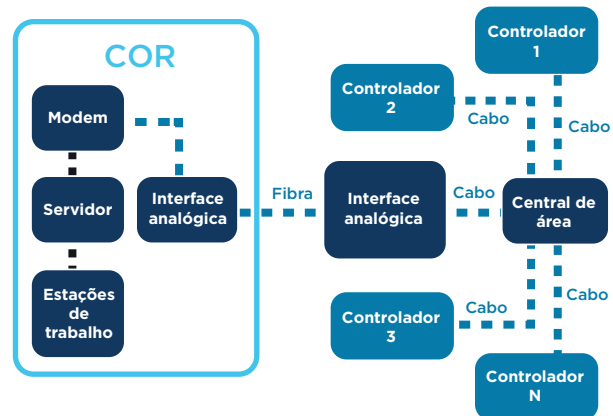 COR
Modem
Servidor
Estações
de
trabalho
Interface
analógica
Fibra
Interface
analógica
Cabo
Central de
área
Controlador
1
Cabo
Controlador
2
Cabo
Controlador
3
Cabo
Controlador
N
Cabo